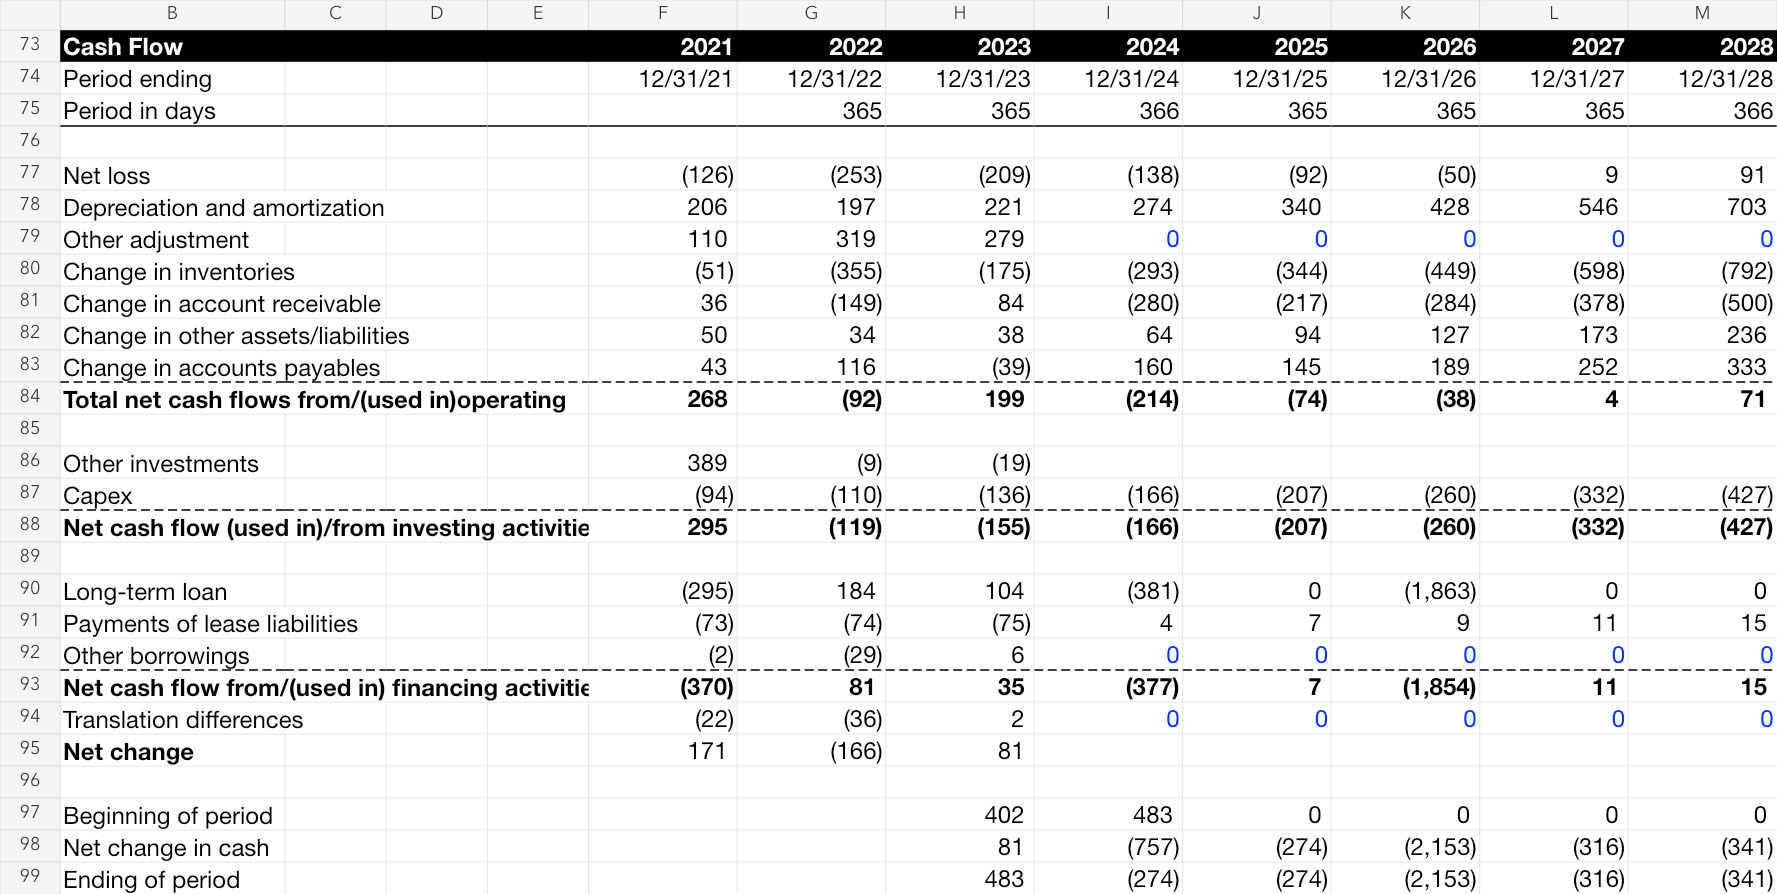 B C D E F G H I J K L M
73 Cash Flow 2021 2022 2023 2024 2025 2026 2027 2028
74 Period ending 12/31/21 12/31/22 12/31/23 12/31/24 12/31/25 12/31/26 12/31/27 12/31/28
75 Period in days 365 365 366 365 365 365 366
76
77 Net loss (126) (253) (209) (138) (92) (50) 9 91
78 Depreciation and amortization 206 197 221 274 340 428 546 703
79 Other adjustment 110 319 279 0 0 0 0 0
80 Change in inventories (51) (355) (175) (293) (344) (449) (598) (792)
81 Change in account receivable 36 (149) 84 (280) (217) (284) (378) (500)
82 Change in other assets/liabilities 50 34 38 64 94 127 173 236
83 Change in accounts payables 43 116 (39) 160 145 189 252 333
84 Total net cash flows from/(used in)operating 268 (92) 199 (214) (74) (38) 4 71
85
86 Other investments 389 (9) (19)
87 Capex (94) (110) (136) (166) (207) (260) (332) (427)
88 Net cash flow (used in)/from investing activitie 295 (119) (155) (166) (207) (260) (332) (427)
89
90 Long-term loan (295) 184 104 (381) 0 (1,863) 0 0
91 Payments of lease liabilities (73) (74) (75) 4 7 9 11 15
92 Other borrowings (2) (29) 6 0 0 0 0 0
93 Net cash flow from/(used in) financing activitie (370) 81 35 (377) 7 (1,854) 11 15
94 Translation differences (22) (36) 2 0 0 0 0 0
95 Net change 171 (166) 81
96
97 Beginning of period 402 483 0 0 0 0
98 Net change in cash 81 (757) (274) (2,153) (316) (341)
99 Ending of period 483 (274) (274) (2,153) (316) (341)